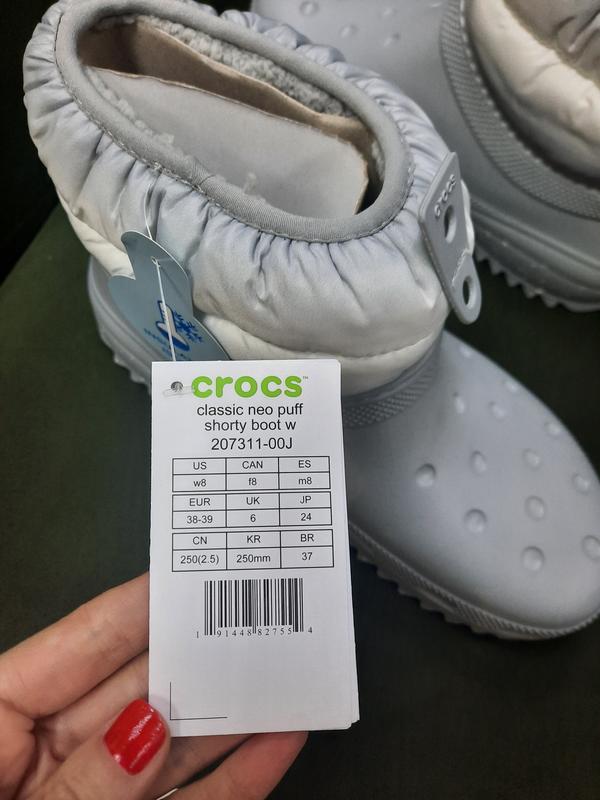 crocs
crocs™
classic neo puff
shorty boot w
207311-00J
US CAN ES
w8 f8 m8
EUR UK JP
38-39 6 24
CN KR BR
250(2.5) 250mm 37
1 91448 82755 4